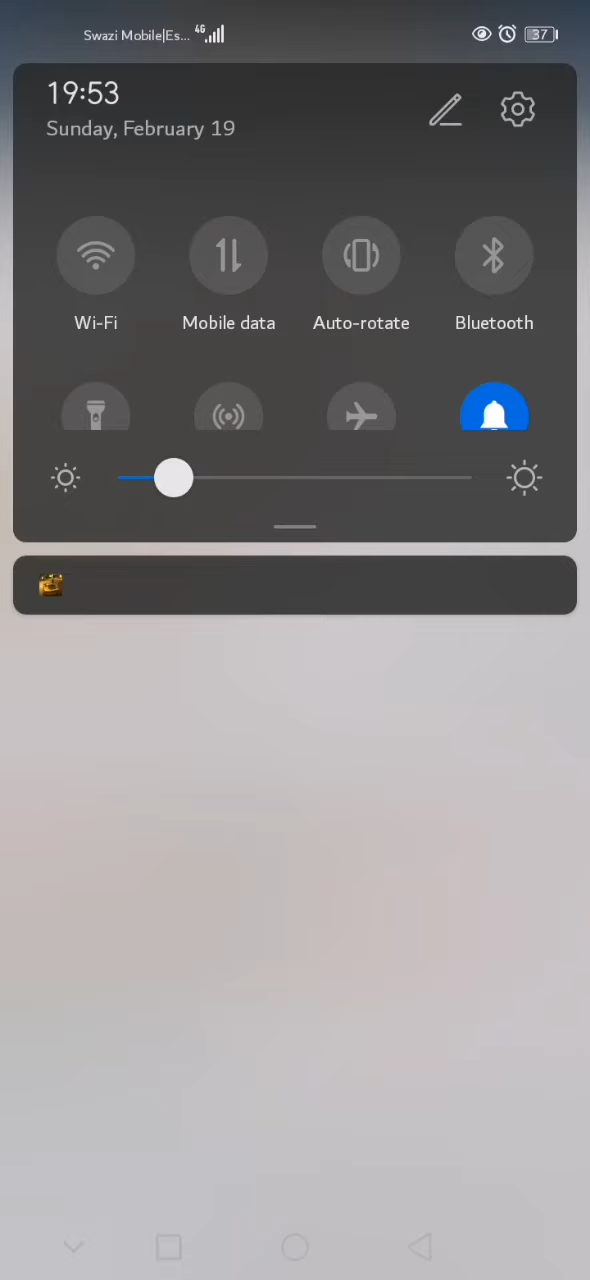 Swazi Mobile|Es... 4G 37
19:53
Sunday, February 19
Wi-Fi Mobile data Auto-rotate Bluetooth